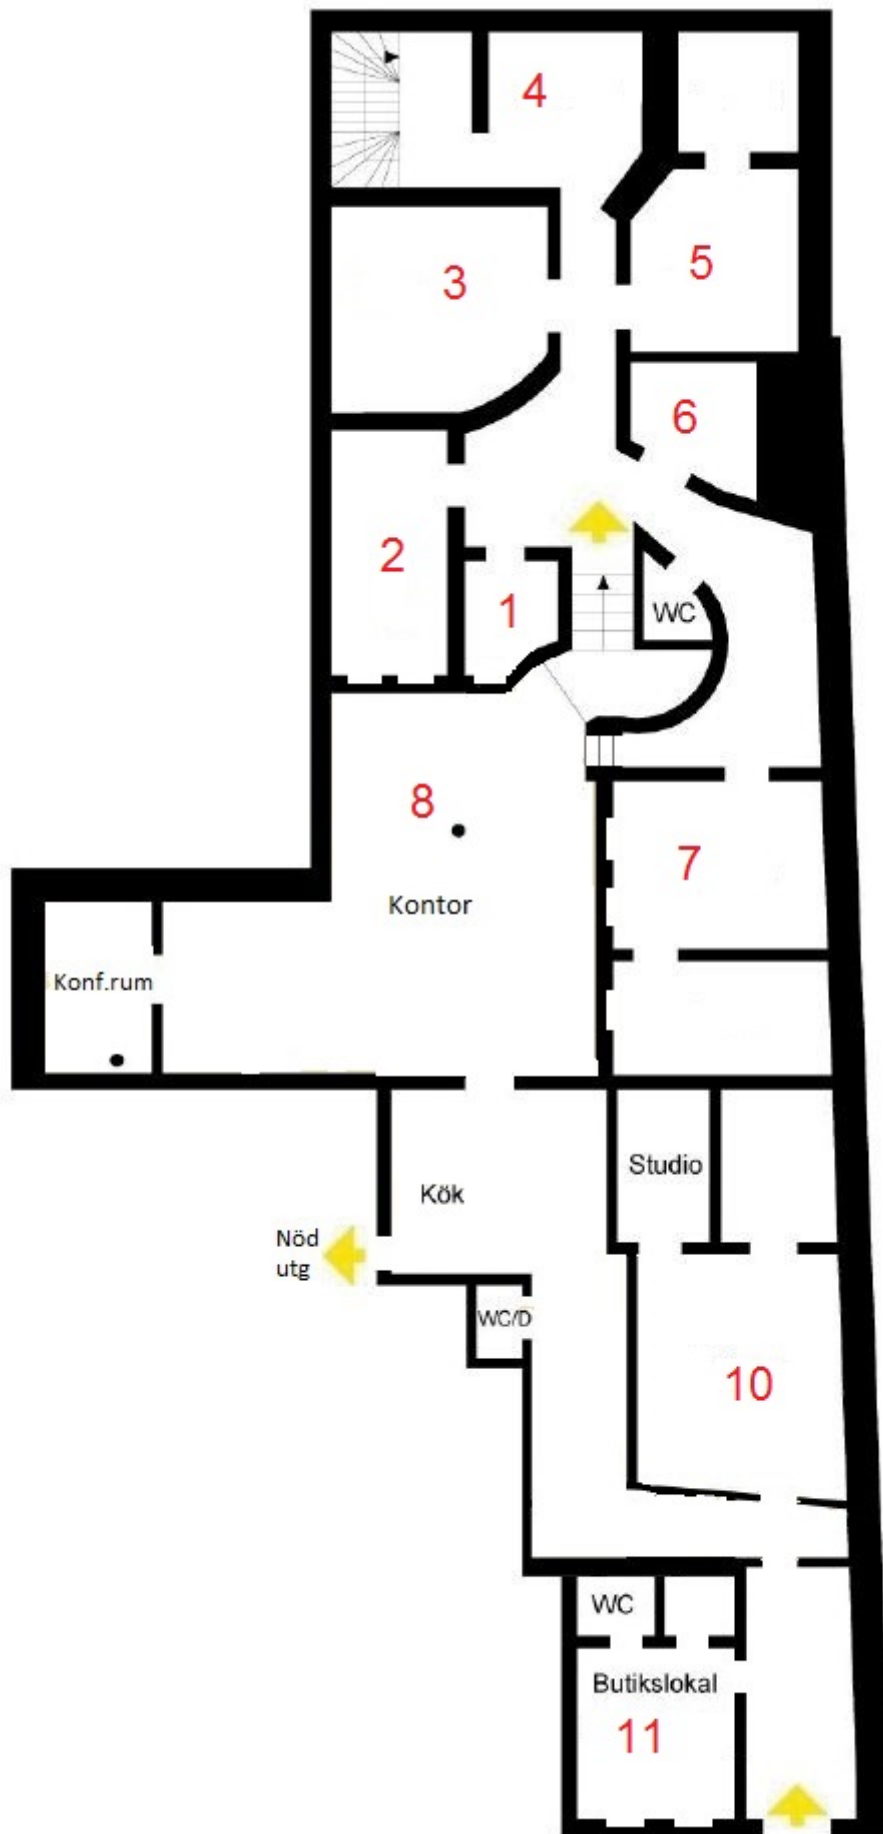 4
5
3
6
2
1
WC
8
7
Kontor
Konf.rum
Studio
Kök
Nöd
utg
WC/D
10
WC
Butikslokal
11